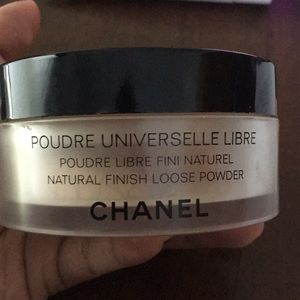 POUDRE UNIVERSELLE LIBRE
POUDRE LIBRE FINI NATUREL
NATURAL FINISH LOOSE POWDER
CHANEL